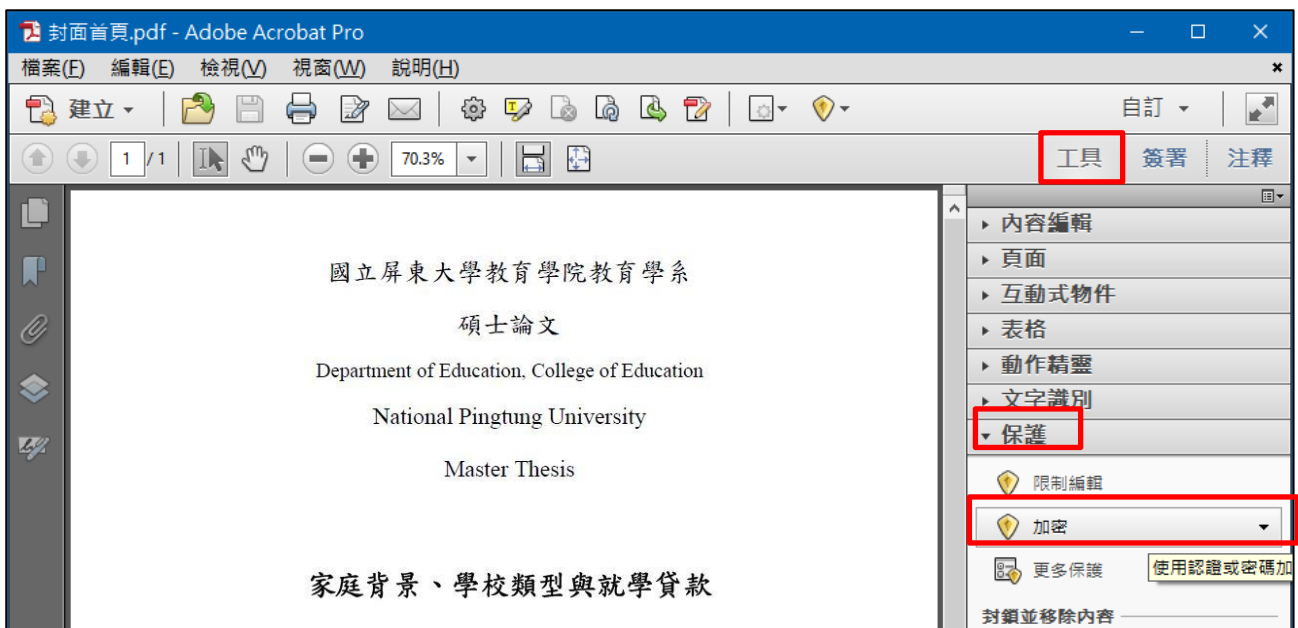 封面首頁.pdf - Adobe Acrobat Pro
檔案(F) 編輯(E) 檢視(V) 視窗(W) 說明(H)
建立
自訂
1 / 1
70.3%
工具 簽署 注釋
國立屏東大學教育學院教育學系
碩士論文
Department of Education, College of Education
National Pingtung University
Master Thesis
家庭背景、學校類型與就學貸款
內容編輯
頁面
互動式物件
表格
動作精靈
文字識別
保護
限制編輯
加密
更多保護
使用認證或密碼加
封鎖並移除內容